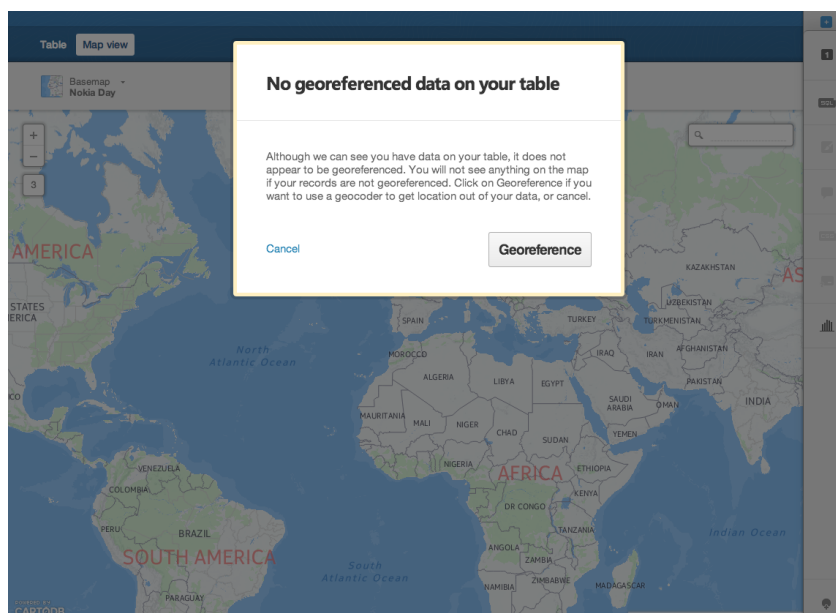 Table Map view
1
Basemap
Nokia Day
SQL
No georeferenced data on your table
Although we can see you have data on your table, it does not
appear to be georeferenced. You will not see anything on the map
if your records are not georeferenced. Click on Georeference if you
want to use a geocoder to get location out of your data, or cancel.
Cancel
Georeference
+
−
3
AMERICA
KAZAKHSTAN
AS
STATES
ERICA
UZBEKISTAN
SPAIN
TURKEY
TURKMENISTAN
North
Atlantic Ocean
MOROCCO
IRAQ
IRAN
AFGHANISTAN
ALGERIA
LIBYA
EGYPT
PAKISTAN
CO
SAUDI
ARABIA
OMAN
INDIA
MAURITANIA
MALI
NIGER
CHAD
SUDAN
YEMEN
VENEZUELA
NIGERIA
AFRICA
ETHIOPIA
COLOMBIA
KENYA
DR CONGO
PERU
BRAZIL
TANZANIA
Indian Ocean
ANGOLA
SOUTH AMERICA
ZAMBIA
South
Atlantic Ocean
NAMIBIA
ZIMBABWE
MADAGASCAR
PARAGUAY
CARTODB